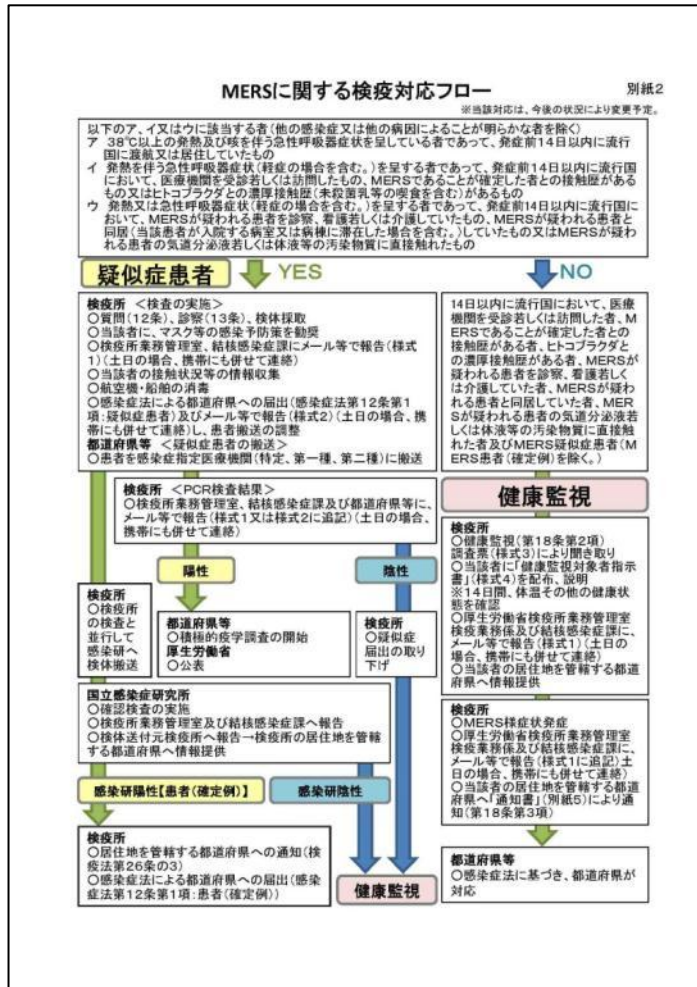 MERSに関する検疫対応フロー
別紙2
※当該対応は、今後の状況により変更予定。
以下のア、イ又はウに該当する者(他の感染症又は他の病因によることが明らかな者を除く)
ア 38℃以上の発熱及び咳を伴う急性呼吸器症状を呈している者であって、発症前14日以内に流行
国に渡航又は居住していたもの
イ 発熱を伴う急性呼吸器症状(軽症の場合を含む。)を呈する者であって、発症前14日以内に流行国
において、医療機関を受診若しくは訪問したもの、MERSであることが確定した者との接触歴がある
もの又はヒトコブラクダとの濃厚接触歴(未殺菌乳等の喫食を含む)があるもの
ウ 発熱又は急性呼吸器症状(軽症の場合を含む。)を呈する者であって、発症前14日以内に流行国に
おいて、MERSが疑われる患者を診察、看護若しくは介護していたもの、MERSが疑われる患者と
同居(当該患者が入院する病室又は病棟に滞在した場合を含む。)していたもの又はMERSが疑わ
れる患者の気道分泌液若しくは体液等の汚染物質に直接触れたもの
疑似症患者
YES
NO
検疫所 <検査の実施>
○質問(12条)、診察(13条)、検体採取
○当該者に、マスク等の感染予防策を勧奨
○検疫所業務管理室、結核感染症課にメール等で報告(様式
1)(土日の場合、携帯にも併せて連絡)
○当該者の接触状況等の情報収集
○航空機・船舶の消毒
○感染症法による都道府県への届出(感染症法第12条第1
項:疑似症患者)及びメール等で報告(様式2)(土日の場合、携
帯にも併せて連絡)し、患者搬送の調整
都道府県等 <疑似症患者の搬送>
○患者を感染症指定医療機関(特定、第一種、第二種)に搬送
14日以内に流行国において、医療
機関を受診若しくは訪問した者、M
ERSであることが確定した者との
接触歴がある者、ヒトコブラクダと
の濃厚接触歴がある者、MERSが
疑われる患者を診察、看護若しく
は介護していた者、MERSが疑わ
れる患者と同居していた者、MER
Sが疑われる患者の気道分泌液若
しくは体液等の汚染物質に直接触
れた者及びMERS疑似症患者(M
ERS患者(確定例)を除く。)
検疫所 <PCR検査結果>
○検疫所業務管理室、結核感染症課及び都道府県等に、
メール等で報告(様式1又は様式2に追記)(土日の場合、
携帯にも併せて連絡)
陽性
陰性
検疫所
○検疫所
の検査と
並行して
感染研へ
検体搬送
都道府県等
○積極的疫学調査の開始
厚生労働省
○公表
検疫所
○疑似症
届出の取り
下げ
国立感染症研究所
○確認検査の実施
○検疫所業務管理室及び結核感染症課へ報告
○検体送付元検疫所へ報告→検疫所の居住地を管轄
する都道府県へ情報提供
感染研陽性【患者(確定例)】
感染研陰性
検疫所
○居住地を管轄する都道府県への通知(検
疫法第26条の3)
○感染症法による都道府県への届出(感染
症法第12条第1項:患者(確定例))
健康監視
健康監視
検疫所
○健康監視(第18条第2項)
調査票(様式3)により聞き取り
○当該者に「健康監視対象者指示
書」(様式4)を配布、説明
※14日間、体温その他の健康状
態を確認
○厚生労働省検疫所業務管理室
検疫業務係及び結核感染症課に、
メール等で報告(様式1)(土日の
場合、携帯にも併せて連絡)
○当該者の居住地を管轄する都道
府県へ情報提供
検疫所
○MERS様症状発症
○厚生労働省検疫所業務管理室
検疫業務係及び結核感染症課に、
メール等で報告(様式1に追記)土
日の場合、携帯にも併せて連絡)
○当該者の居住地を管轄する都道
府県へ「通知書」(別紙5)により通
知(第18条第3項)
都道府県等
○感染症法に基づき、都道府県が
対応